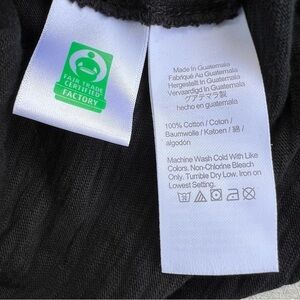 FAIR TRADE
CERTIFIED
FACTORY
Made In Guatemala
Fabriqué Au Guatemala
Hergestellt In Guatemala
Vervaardigd In Guatemala
グアテマラ製
hecho en guatemala
100% Cotton / Coton /
Baumwolle / Katoen / 綿 /
algodón
Machine Wash Cold With Like
Colors, Non-Chlorine Bleach
Only, Tumble Dry Low, Iron on
Lowest Setting.